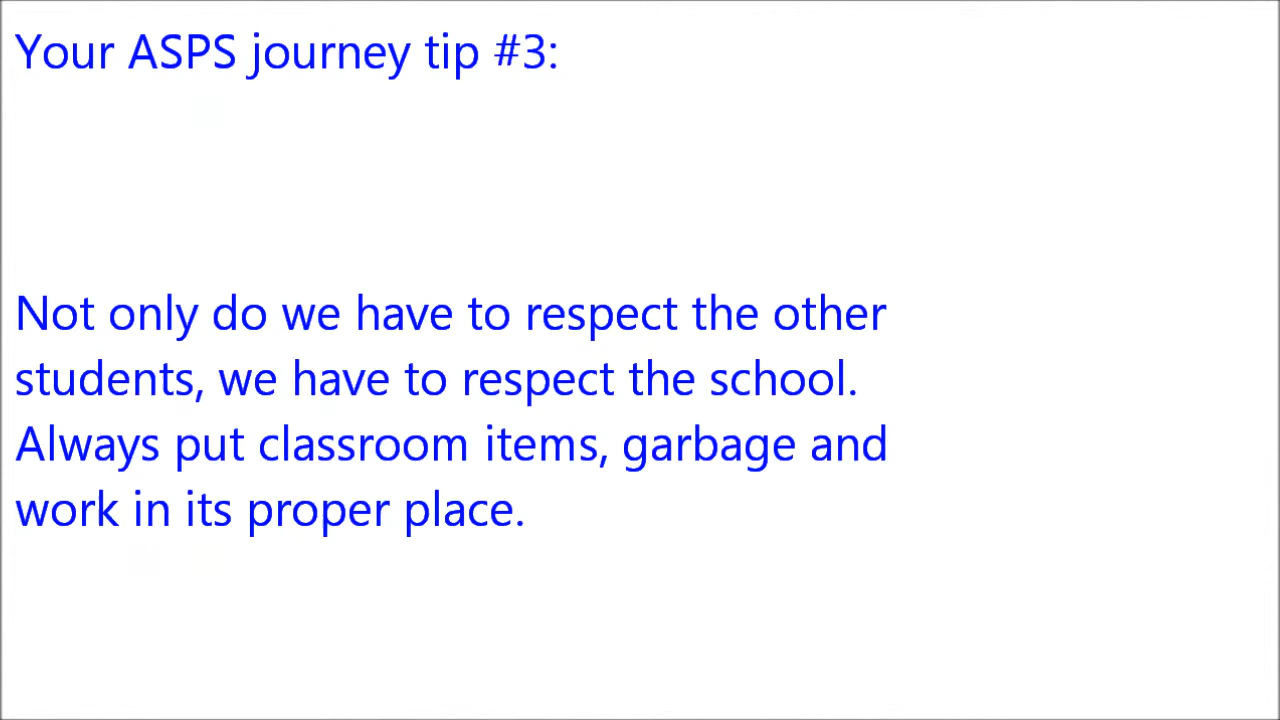 Your ASPS journey tip #3:
Not only do we have to respect the other
students, we have to respect the school.
Always put classroom items, garbage and
work in its proper place.